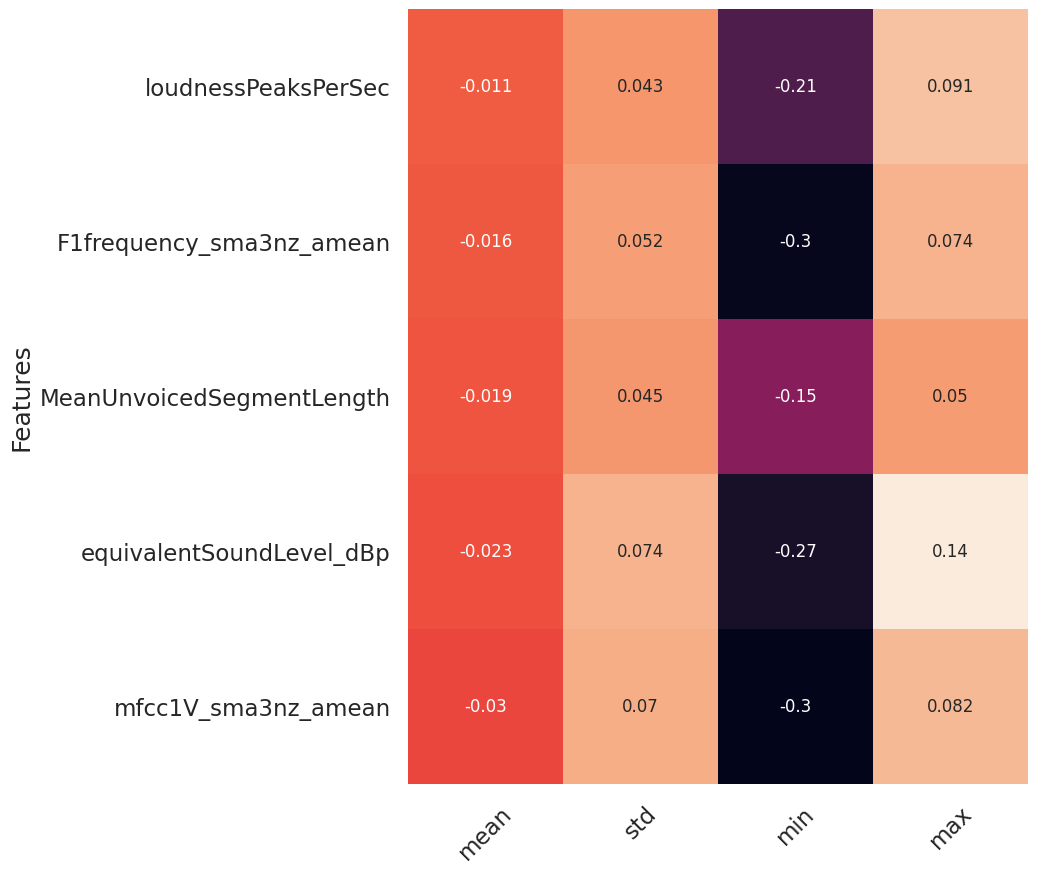 Features
loudnessPeaksPerSec -0.011 0.043 -0.21 0.091
F1frequency_sma3nz_amean -0.016 0.052 -0.3 0.074
MeanUnvoicedSegmentLength -0.019 0.045 -0.15 0.05
equivalentSoundLevel_dBp -0.023 0.074 -0.27 0.14
mfcc1V_sma3nz_amean -0.03 0.07 -0.3 0.082
mean std min max